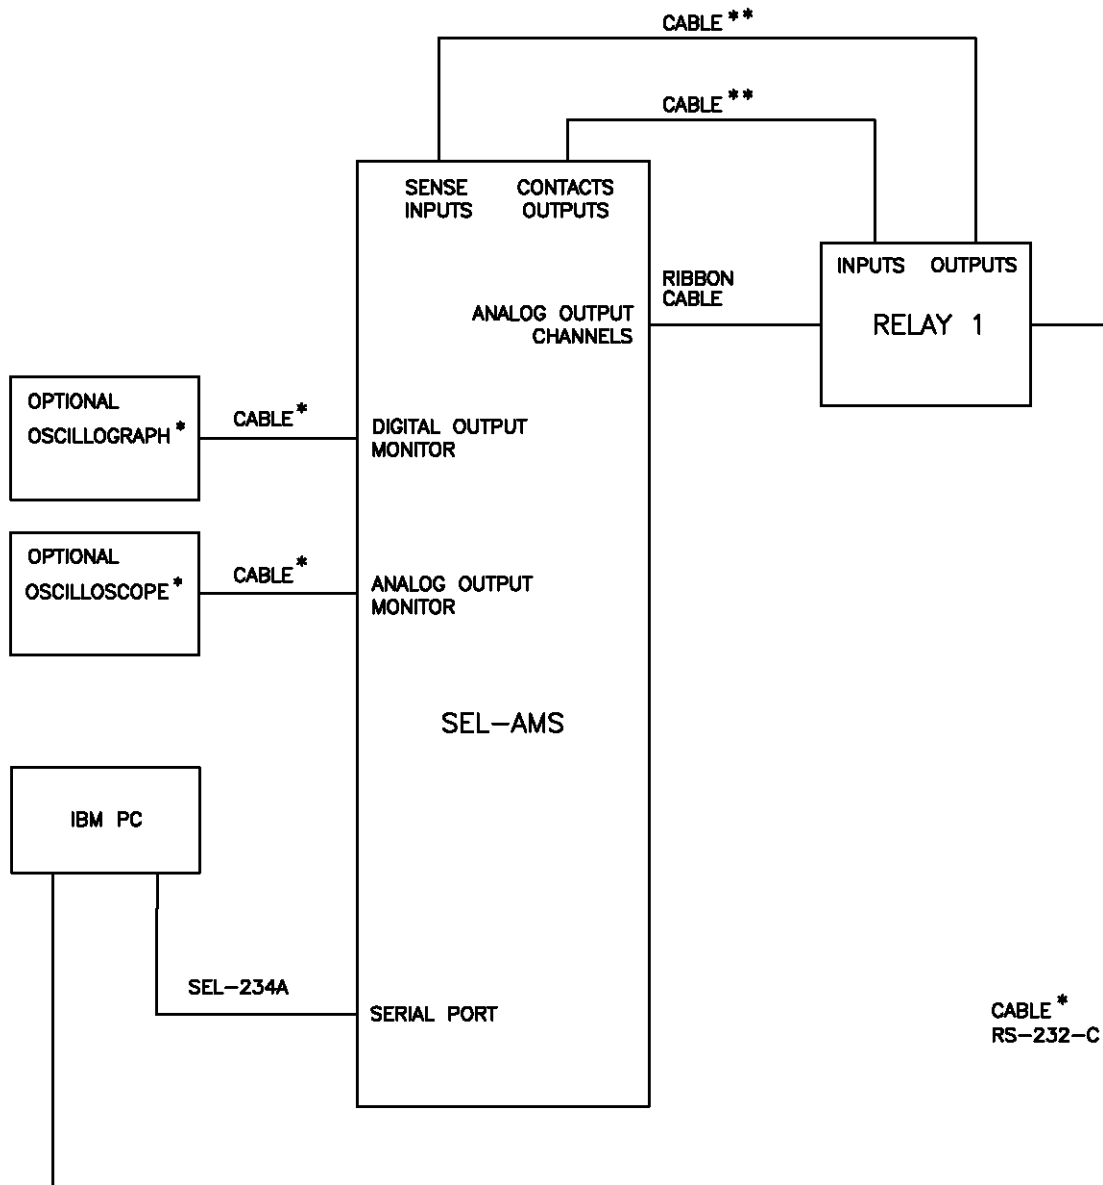 CABLE**
CABLE**
SENSE
INPUTS
CONTACTS
OUTPUTS
INPUTS OUTPUTS
RIBBON
CABLE
ANALOG OUTPUT
CHANNELS
RELAY 1
OPTIONAL
OSCILLOGRAPH*
CABLE*
DIGITAL OUTPUT
MONITOR
OPTIONAL
OSCILLOSCOPE*
CABLE*
ANALOG OUTPUT
MONITOR
SEL-AMS
IBM PC
SEL-234A
SERIAL PORT
CABLE*
RS-232-C